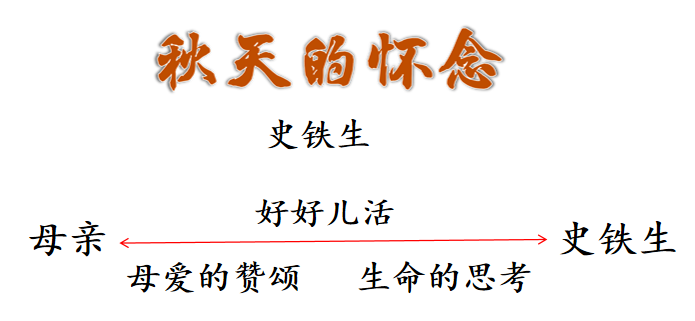 秋天的怀念
史铁生
好好儿活
母亲 史铁生
母爱的赞颂 生命的思考